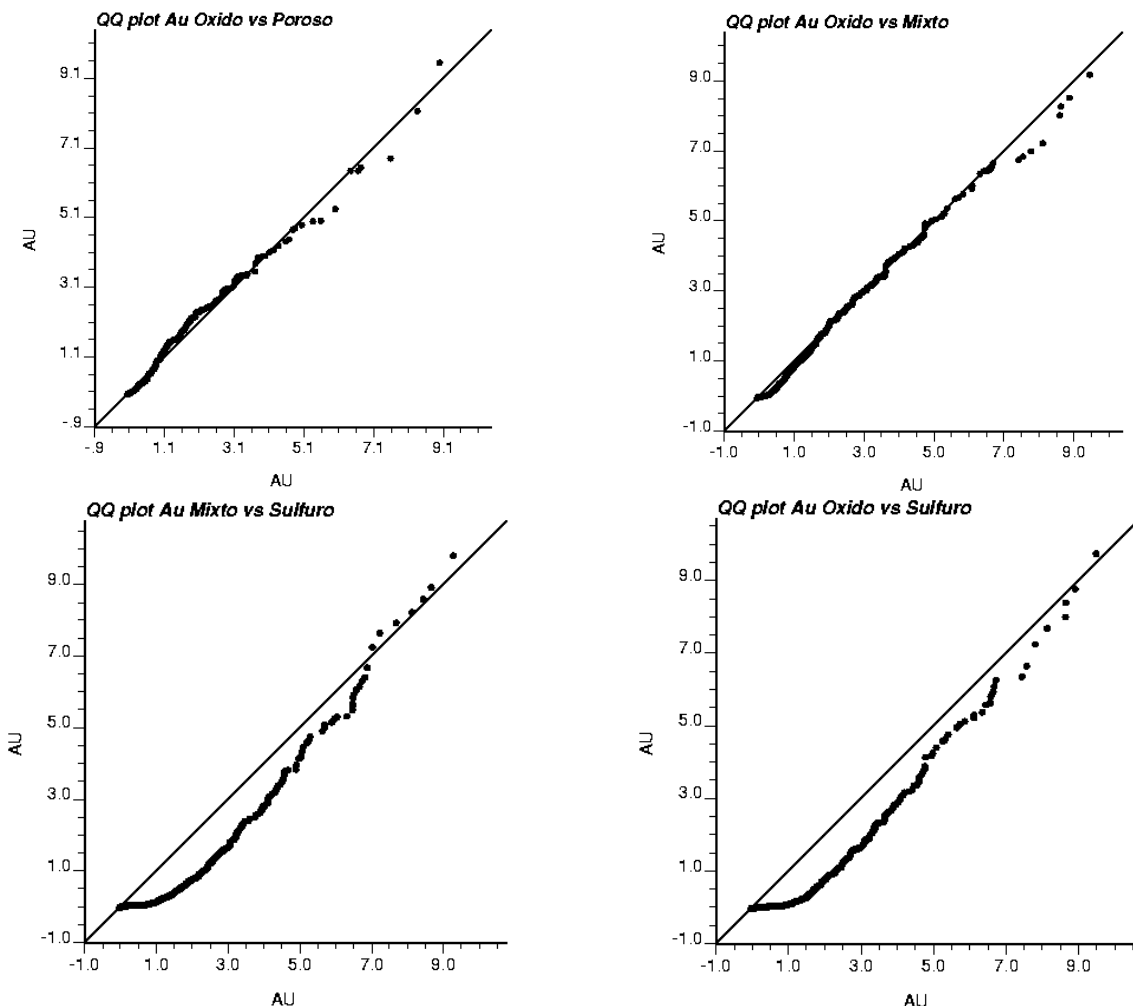 QQ plot Au Oxido vs Poroso
9.1
7.1
5.1
3.1
1.1
-.9
AU
-.9 1.1 3.1 5.1 7.1 9.1
AU
QQ plot Au Oxido vs Mixto
9.0
7.0
5.0
3.0
1.0
-1.0
AU
-1.0 1.0 3.0 5.0 7.0 9.0
AU
QQ plot Au Mixto vs Sulfuro
9.0
7.0
5.0
3.0
1.0
-1.0
AU
-1.0 1.0 3.0 5.0 7.0 9.0
AU
QQ plot Au Oxido vs Sulfuro
9.0
7.0
5.0
3.0
1.0
-1.0
AU
-1.0 1.0 3.0 5.0 7.0 9.0
AU